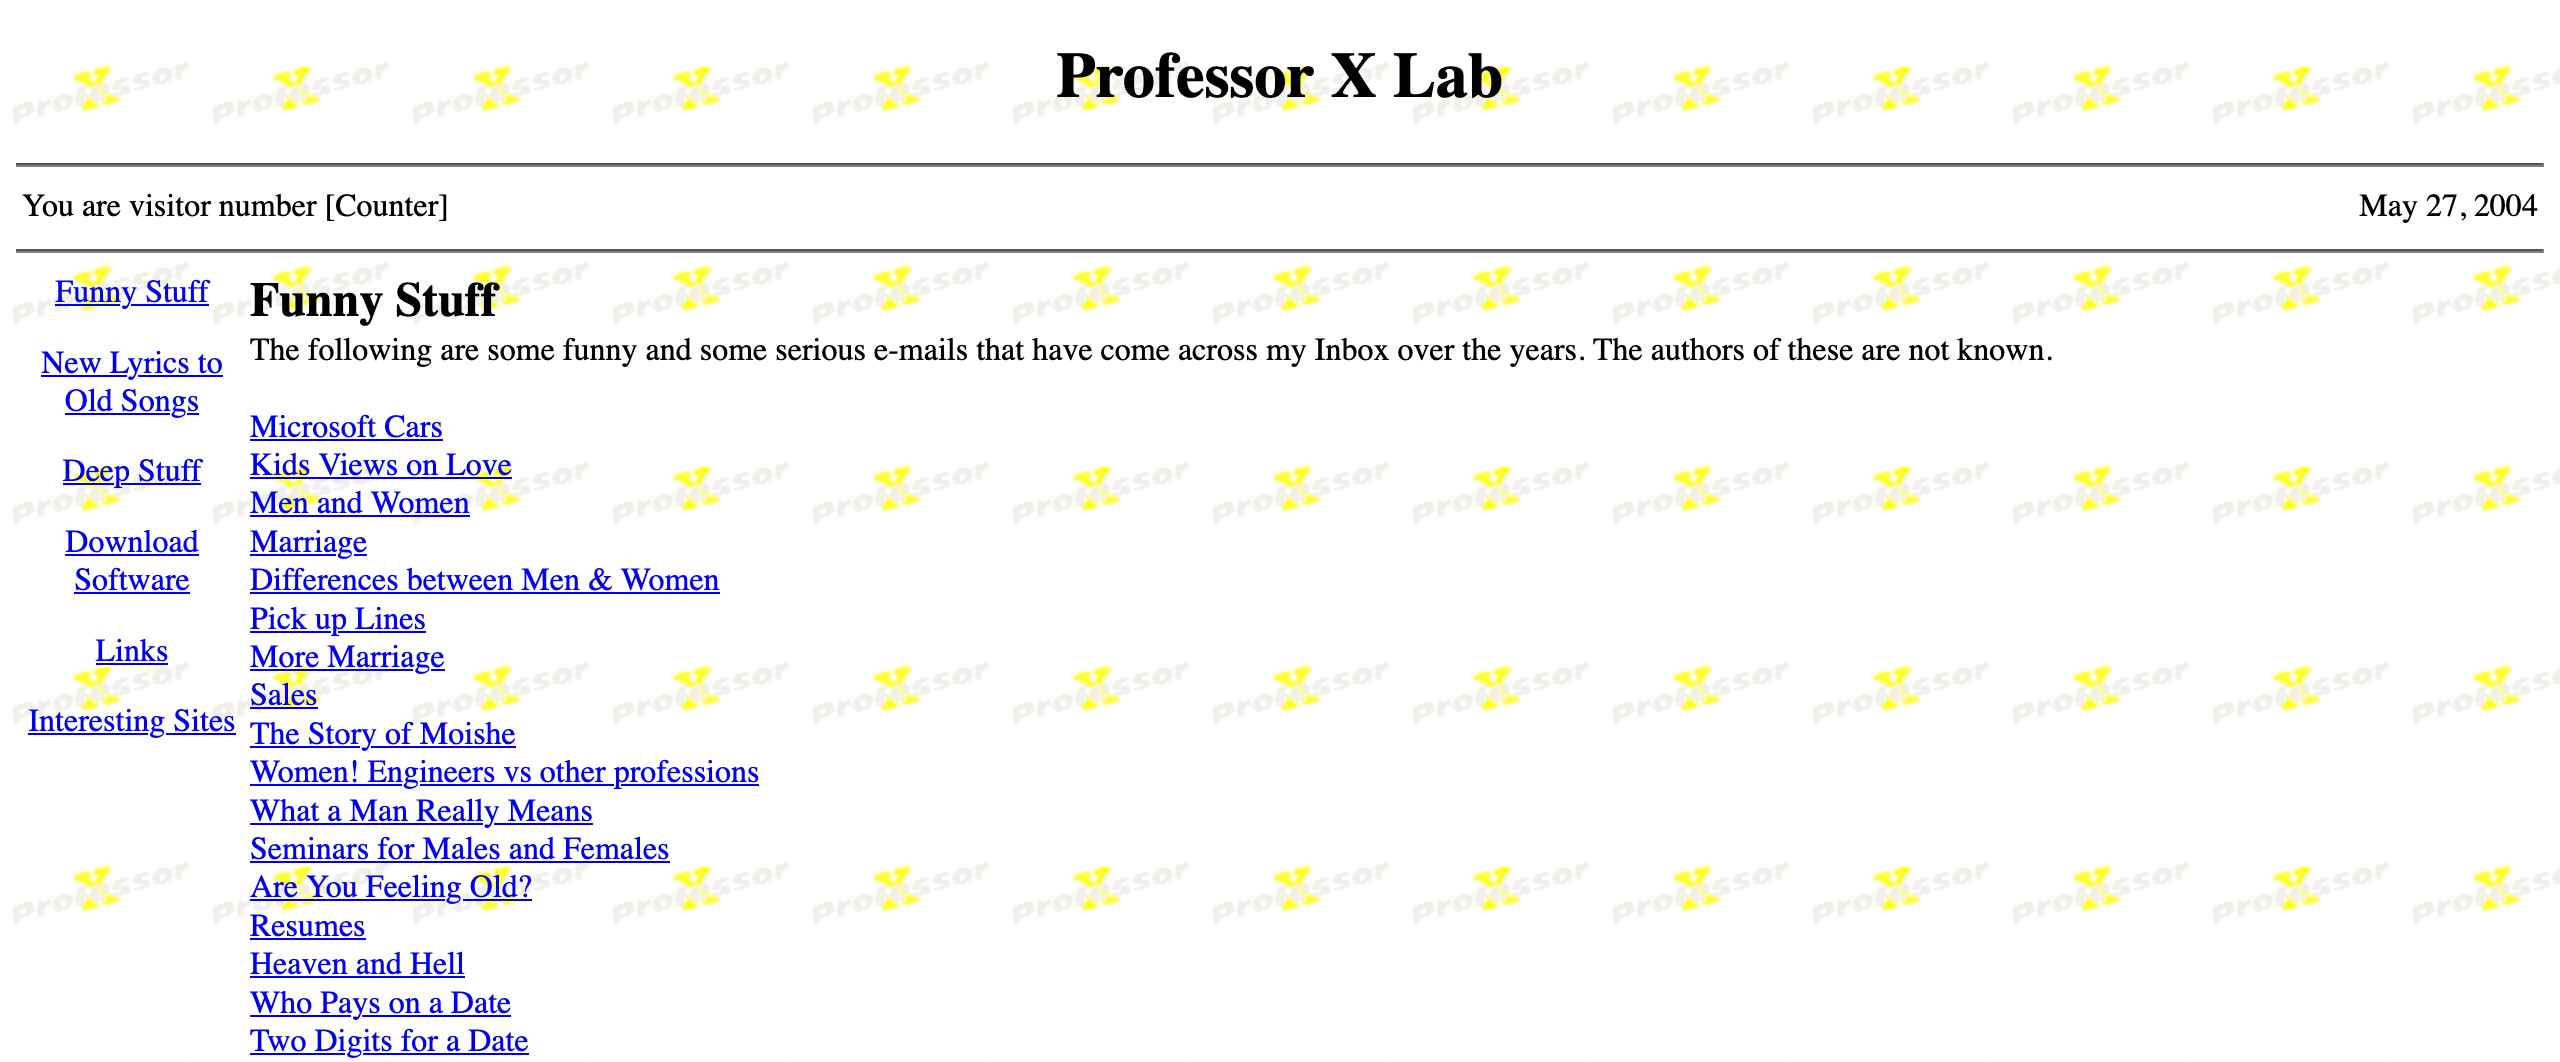 Professor X Lab
You are visitor number [Counter]
May 27, 2004
Funny Stuff
New Lyrics to
Old Songs
Deep Stuff
Download
Software
Links
Interesting Sites
Funny Stuff
The following are some funny and some serious e-mails that have come across my Inbox over the years. The authors of these are not known.
Microsoft Cars
Kids Views on Love
Men and Women
Marriage
Differences between Men & Women
Pick up Lines
More Marriage
Sales
The Story of Moishe
Women! Engineers vs other professions
What a Man Really Means
Seminars for Males and Females
Are You Feeling Old?
Resumes
Heaven and Hell
Who Pays on a Date
Two Digits for a Date